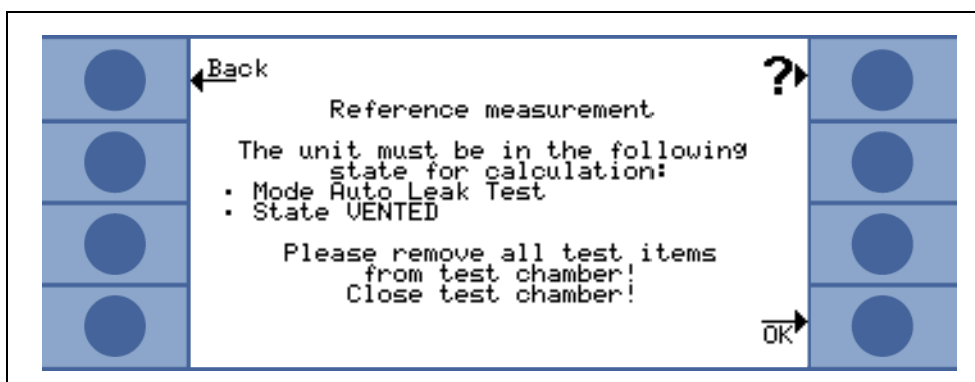 Back
?
Reference measurement
The unit must be in the following
state for calculation:
· Mode Auto Leak Test
· State VENTED
Please remove all test items
from test chamber!
Close test chamber!
OK